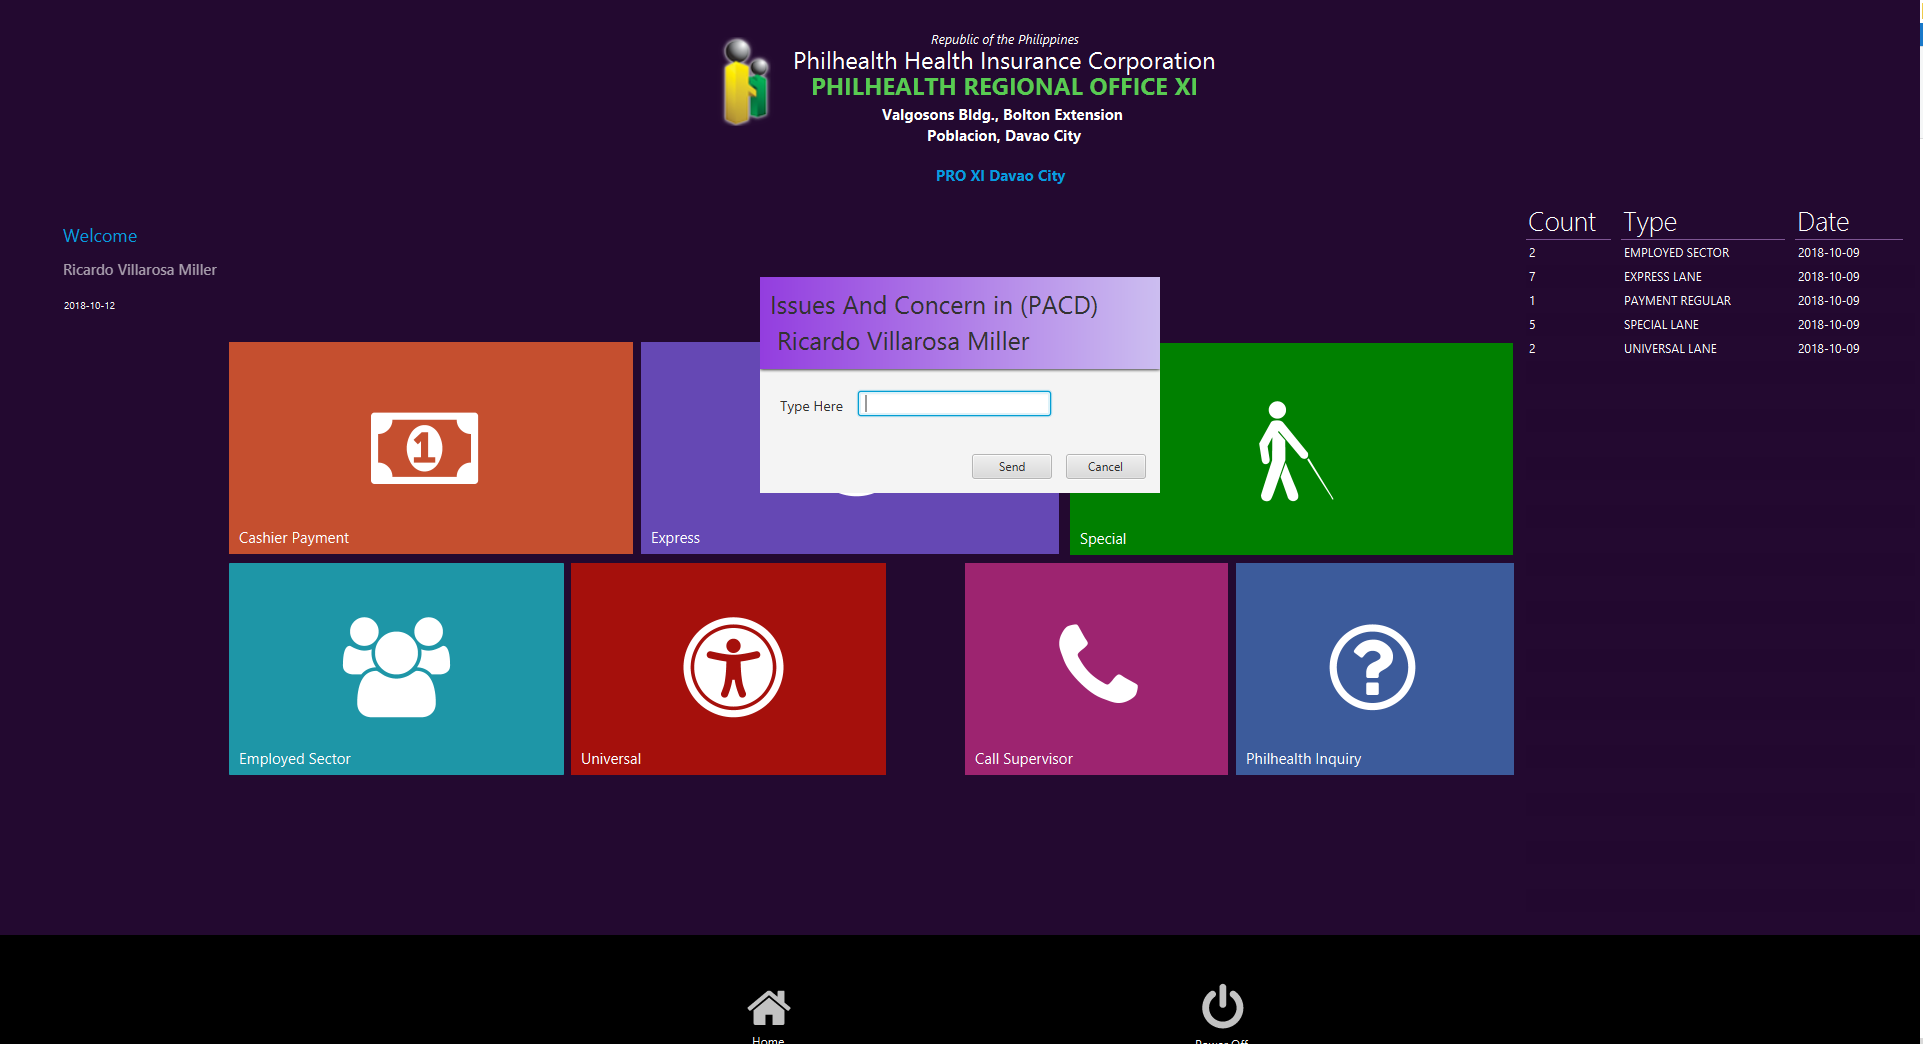 Republic of the Philippines
Philhealth Health Insurance Corporation
PHILHEALTH REGIONAL OFFICE XI
Valgosons Bldg., Bolton Extension
Poblacion, Davao City
PRO XI Davao City
Welcome
Ricardo Villarosa Miller
2018-10-12
Count Type Date
2 EMPLOYED SECTOR 2018-10-09
7 EXPRESS LANE 2018-10-09
1 PAYMENT REGULAR 2018-10-09
5 SPECIAL LANE 2018-10-09
2 UNIVERSAL LANE 2018-10-09
Issues And Concern in (PACD)
Ricardo Villarosa Miller
Type Here
Send Cancel
1
Cashier Payment
Express
Special
Employed Sector
Universal
Call Supervisor
?
Philhealth Inquiry
Home
Power Off